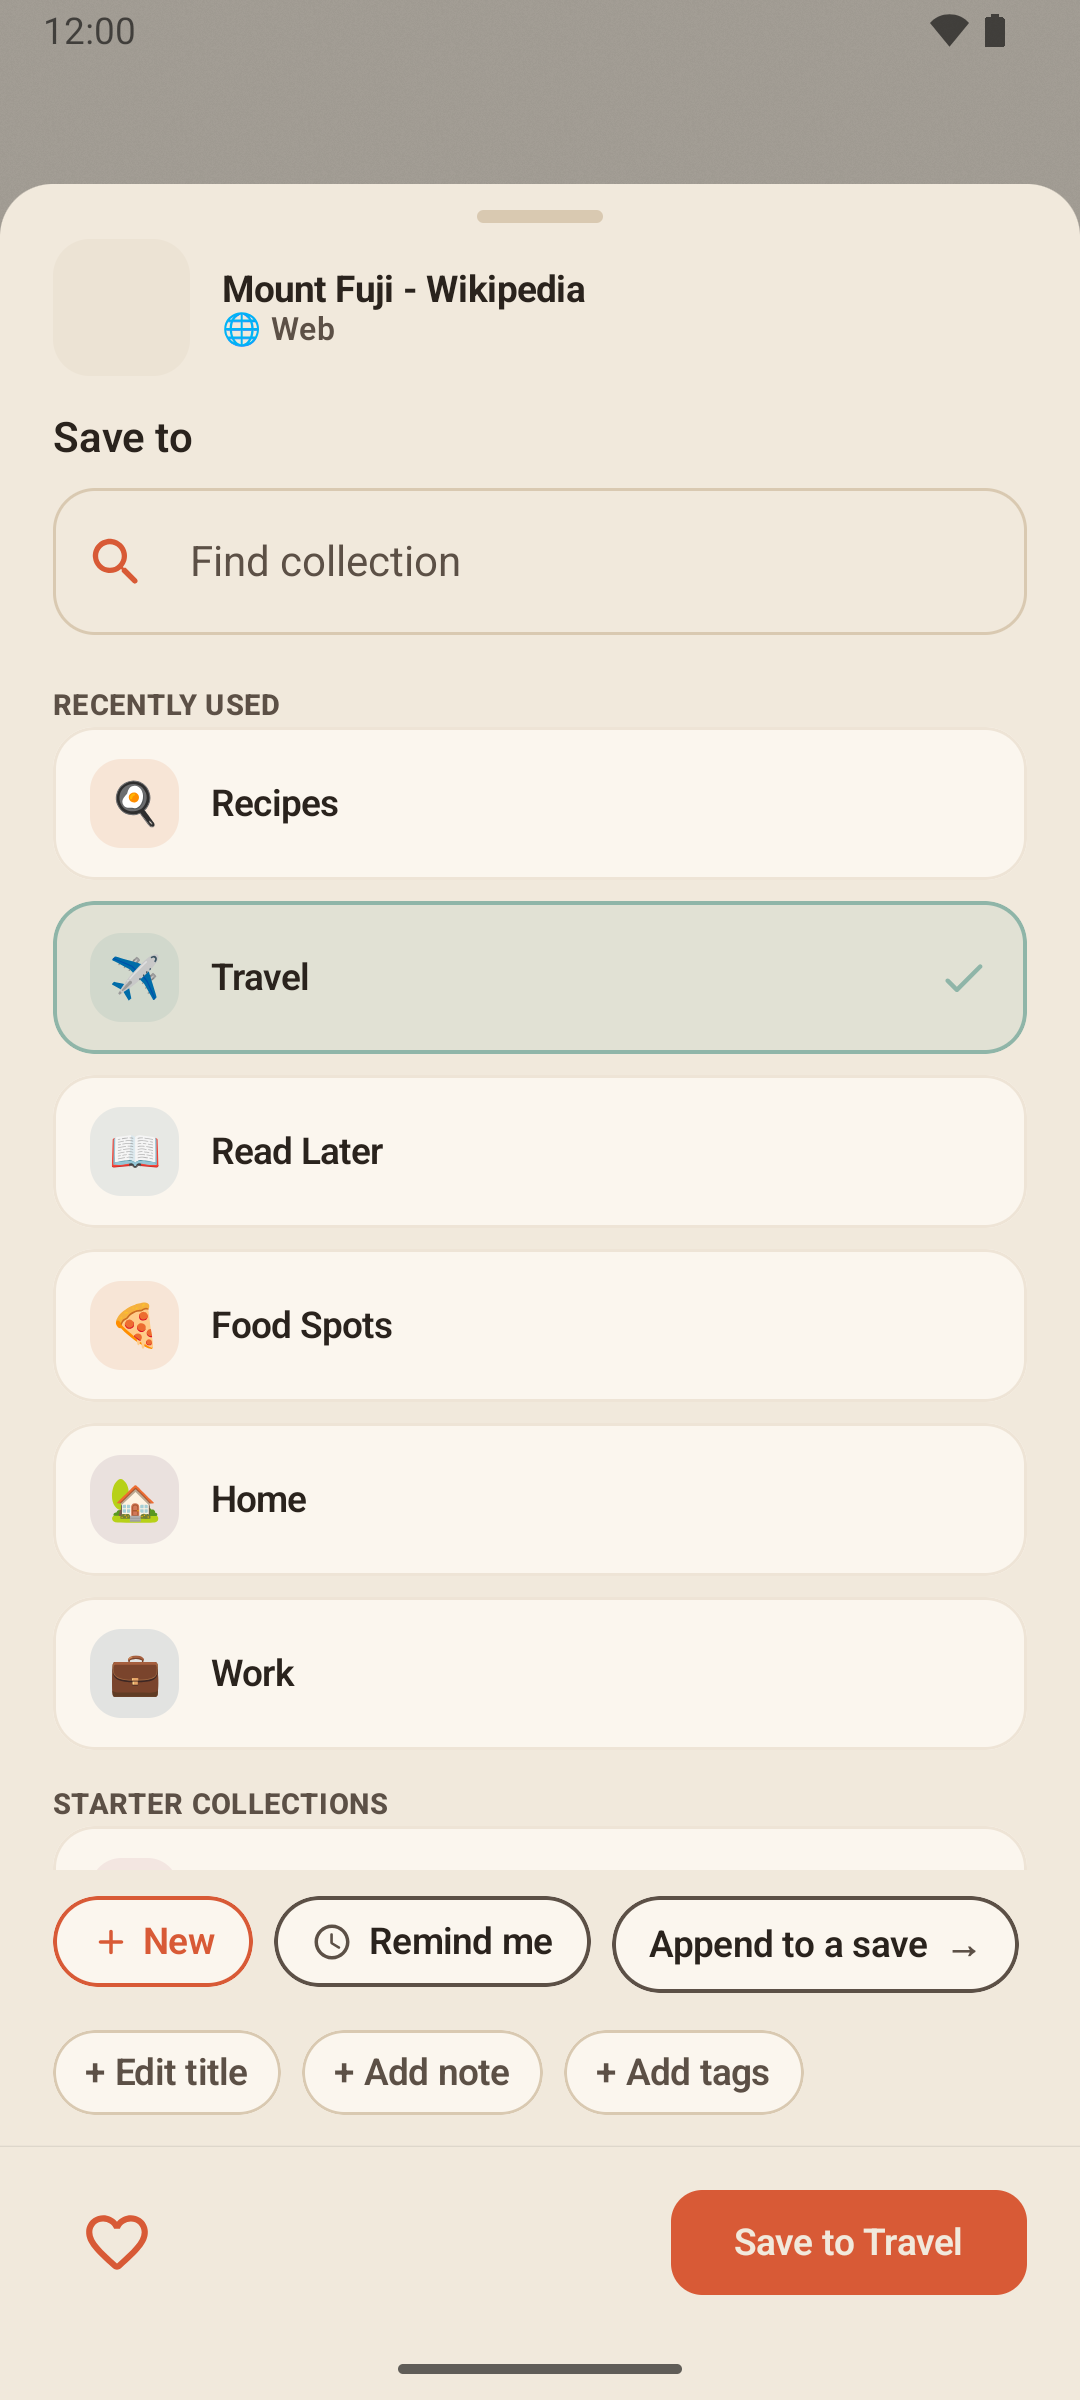 12:00
Mount Fuji - Wikipedia
🌐 Web
Save to
Find collection
RECENTLY USED
Recipes
Travel
Read Later
Food Spots
Home
Work
STARTER COLLECTIONS
+ New
Remind me
Append to a save →
+ Edit title
+ Add note
+ Add tags
Save to Travel